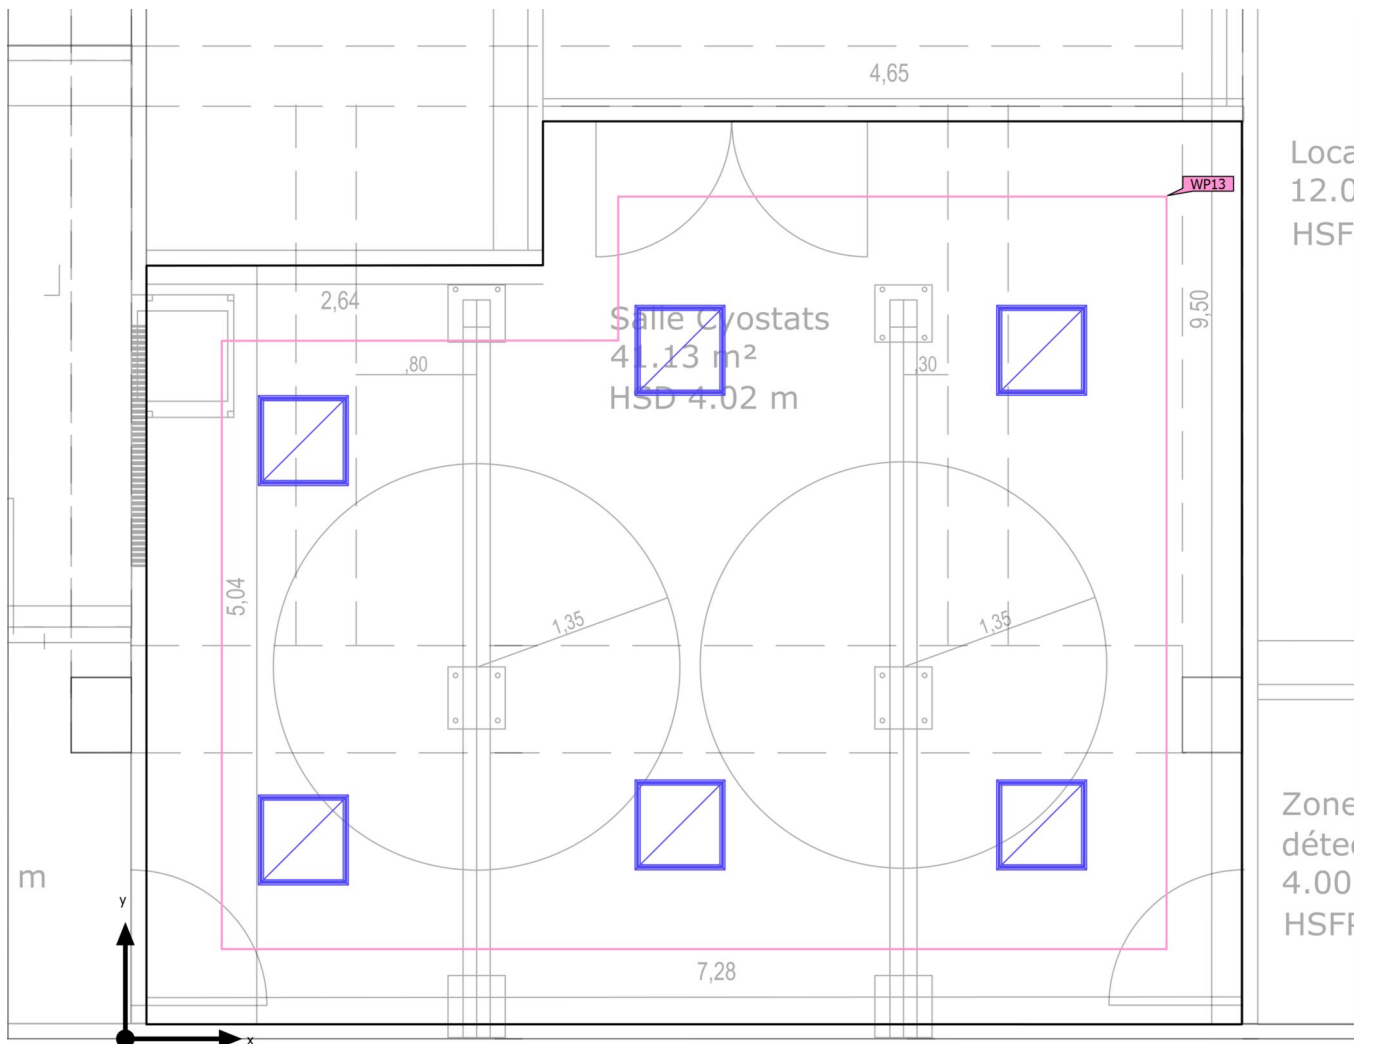 4,65
Loca
12.0
HSF
WP13
2,64
9,50
Salle Cyostats
41.13 m²
HSD 4.02 m
,80
,30
5,04
1,35
1,35
Zone
déte
4.00
HSFF
m
y
7,28
x